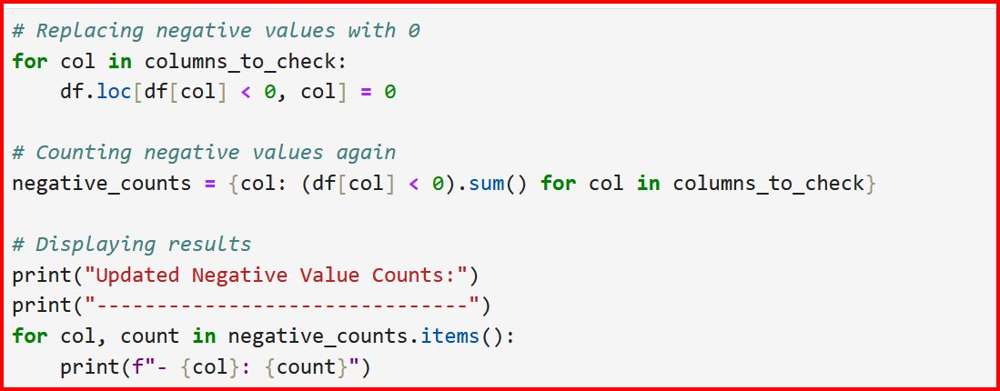 # Replacing negative values with 0
for col in columns_to_check:
    df.loc[df[col] < 0, col] = 0

# Counting negative values again
negative_counts = {col: (df[col] < 0).sum() for col in columns_to_check}

# Displaying results
print("Updated Negative Value Counts:")
print("-------------------------------")
for col, count in negative_counts.items():
    print(f"- {col}: {count}")